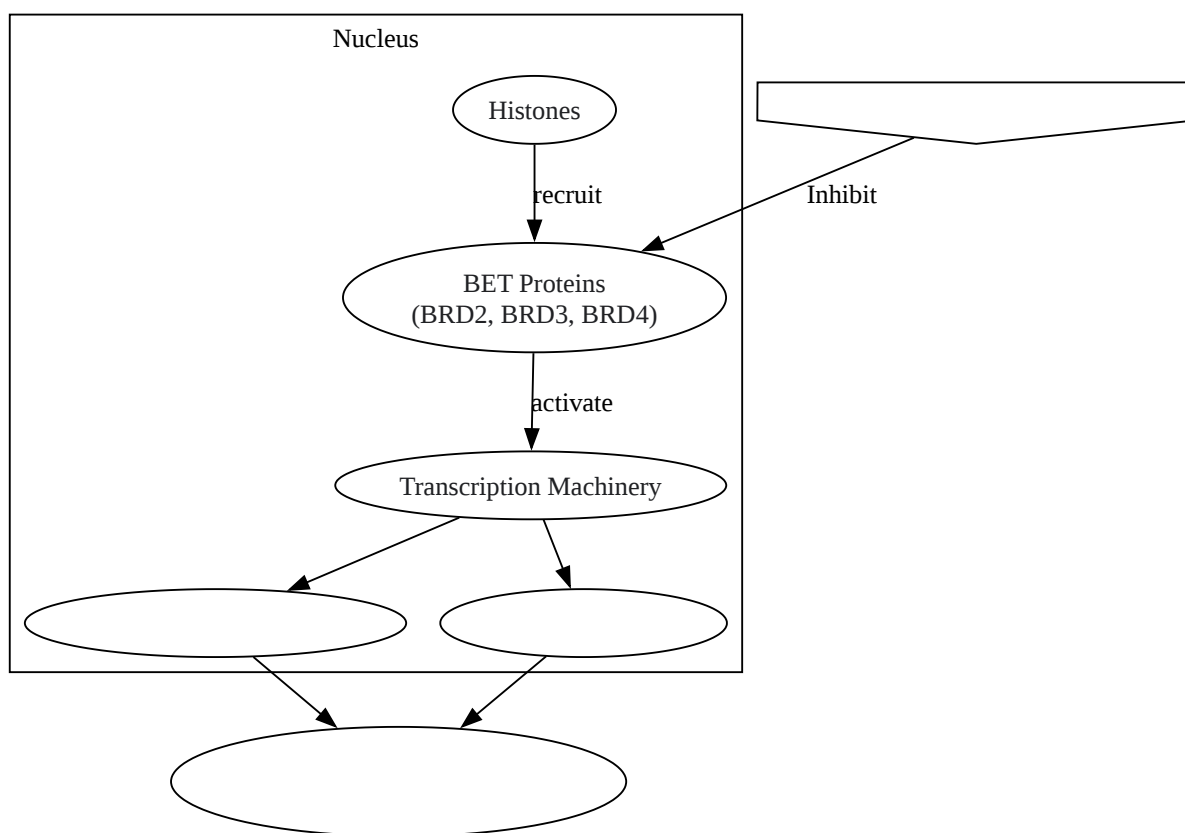 Nucleus
Histones
recruit
Inhibit
BET Proteins
(BRD2, BRD3, BRD4)
activate
Transcription Machinery